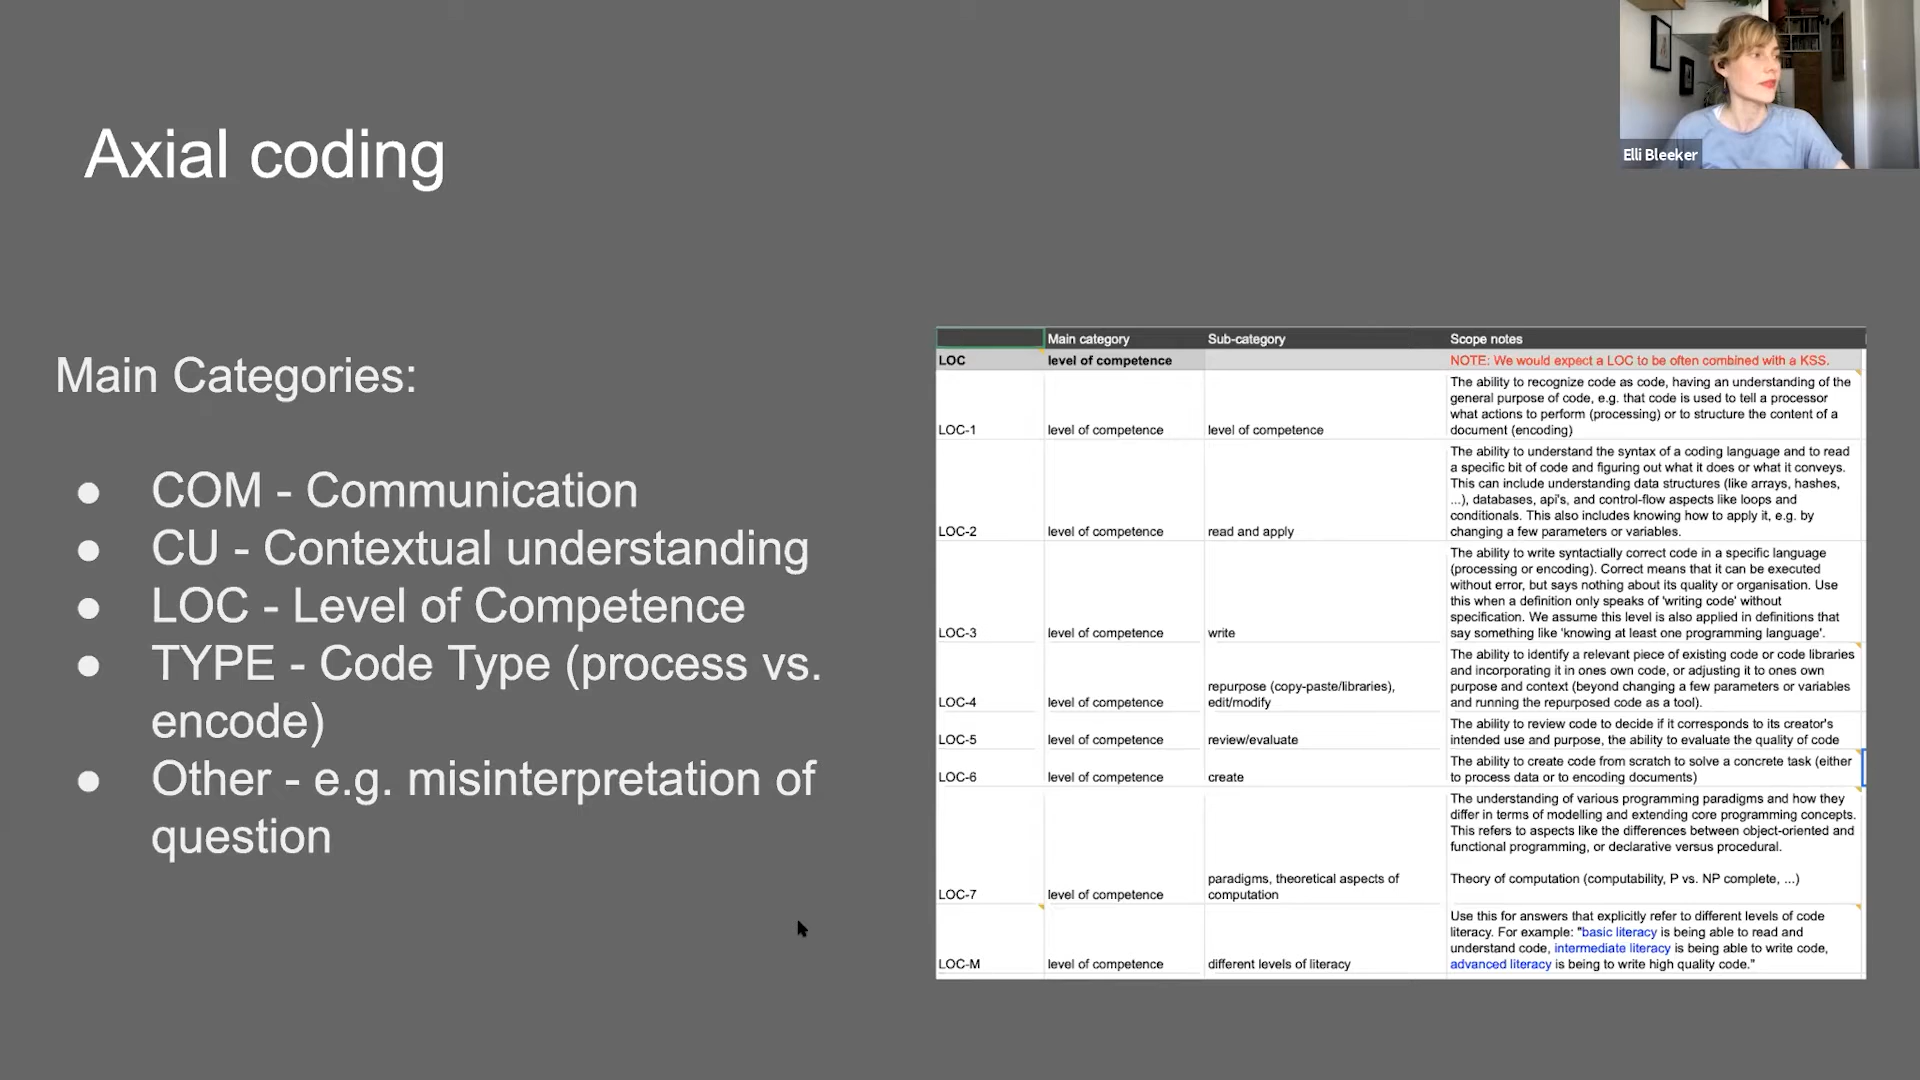 Axial coding
Elli Bleeker
Main Categories:
● COM - Communication
● CU - Contextual understanding
● LOC - Level of Competence
● TYPE - Code Type (process vs.
encode)
● Other - e.g. misinterpretation of
question
Main category Sub-category Scope notes
LOC level of competence NOTE: We would expect a LOC to be often combined with a KSS.
The ability to recognize code as code, having an understanding of the
general purpose of code, e.g. that code is used to tell a processor
what actions to perform (processing) or to structure the content of a
LOC-1 level of competence level of competence document (encoding)
The ability to understand the syntax of a coding language and to read
a specific bit of code and figuring out what it does or what it conveys.
This can include understanding data structures (like arrays, hashes,
...), databases, api's, and control-flow aspects like loops and
conditionals. This also includes knowing how to apply it, e.g. by
LOC-2 level of competence read and apply changing a few parameters or variables.
The ability to write syntactially correct code in a specific language
(processing or encoding). Correct means that it can be executed
without error, but says nothing about its quality or organisation. Use
this when a definition only speaks of 'writing code' without
specification. We assume this level is also applied in definitions that
LOC-3 level of competence write say something like 'knowing at least one programming language'.
The ability to identify a relevant piece of existing code or code libraries
and incorporating it in ones own code, or adjusting it to ones own
repurpose (copy-paste/libraries), purpose and context (beyond changing a few parameters or variables
LOC-4 level of competence edit/modify and running the repurposed code as a tool).
The ability to review code to decide if it corresponds to its creator's
LOC-5 level of competence review/evaluate intended use and purpose, the ability to evaluate the quality of code
The ability to create code from scratch to solve a concrete task (either
LOC-6 level of competence create to process data or to encoding documents)
The understanding of various programming paradigms and how they
differ in terms of modelling and extending core programming concepts.
This refers to aspects like the differences between object-oriented and
functional programming, or declarative versus procedural.
paradigms, theoretical aspects of Theory of computation (computability, P vs. NP complete, ...)
LOC-7 level of competence computation
Use this for answers that explicitly refer to different levels of code
literacy. For example: "basic literacy is being able to read and
understand code, intermediate literacy is being able to write code,
LOC-M level of competence different levels of literacy advanced literacy is being to write high quality code."